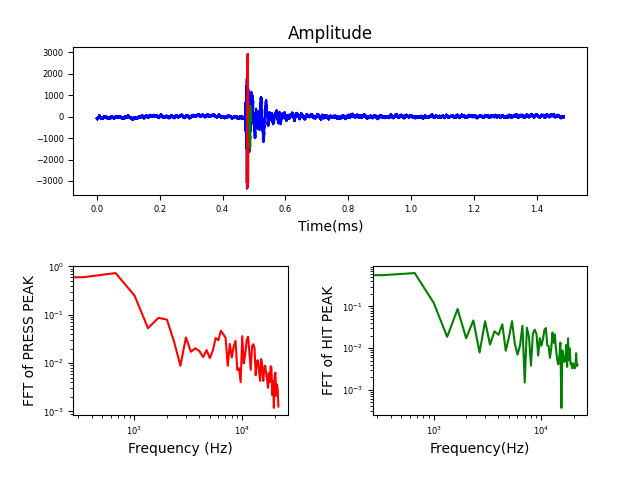 Amplitude
3000
2000
1000
0
−1000
−2000
−3000
0.0 0.2 0.4 0.6 0.8 1.0 1.2 1.4
Time(ms)
FFT of PRESS PEAK
10⁰
10⁻¹
10⁻²
10⁻³
10³ 10⁴
Frequency (Hz)
FFT of HIT PEAK
10⁻¹
10⁻²
10⁻³
10³ 10⁴
Frequency(Hz)